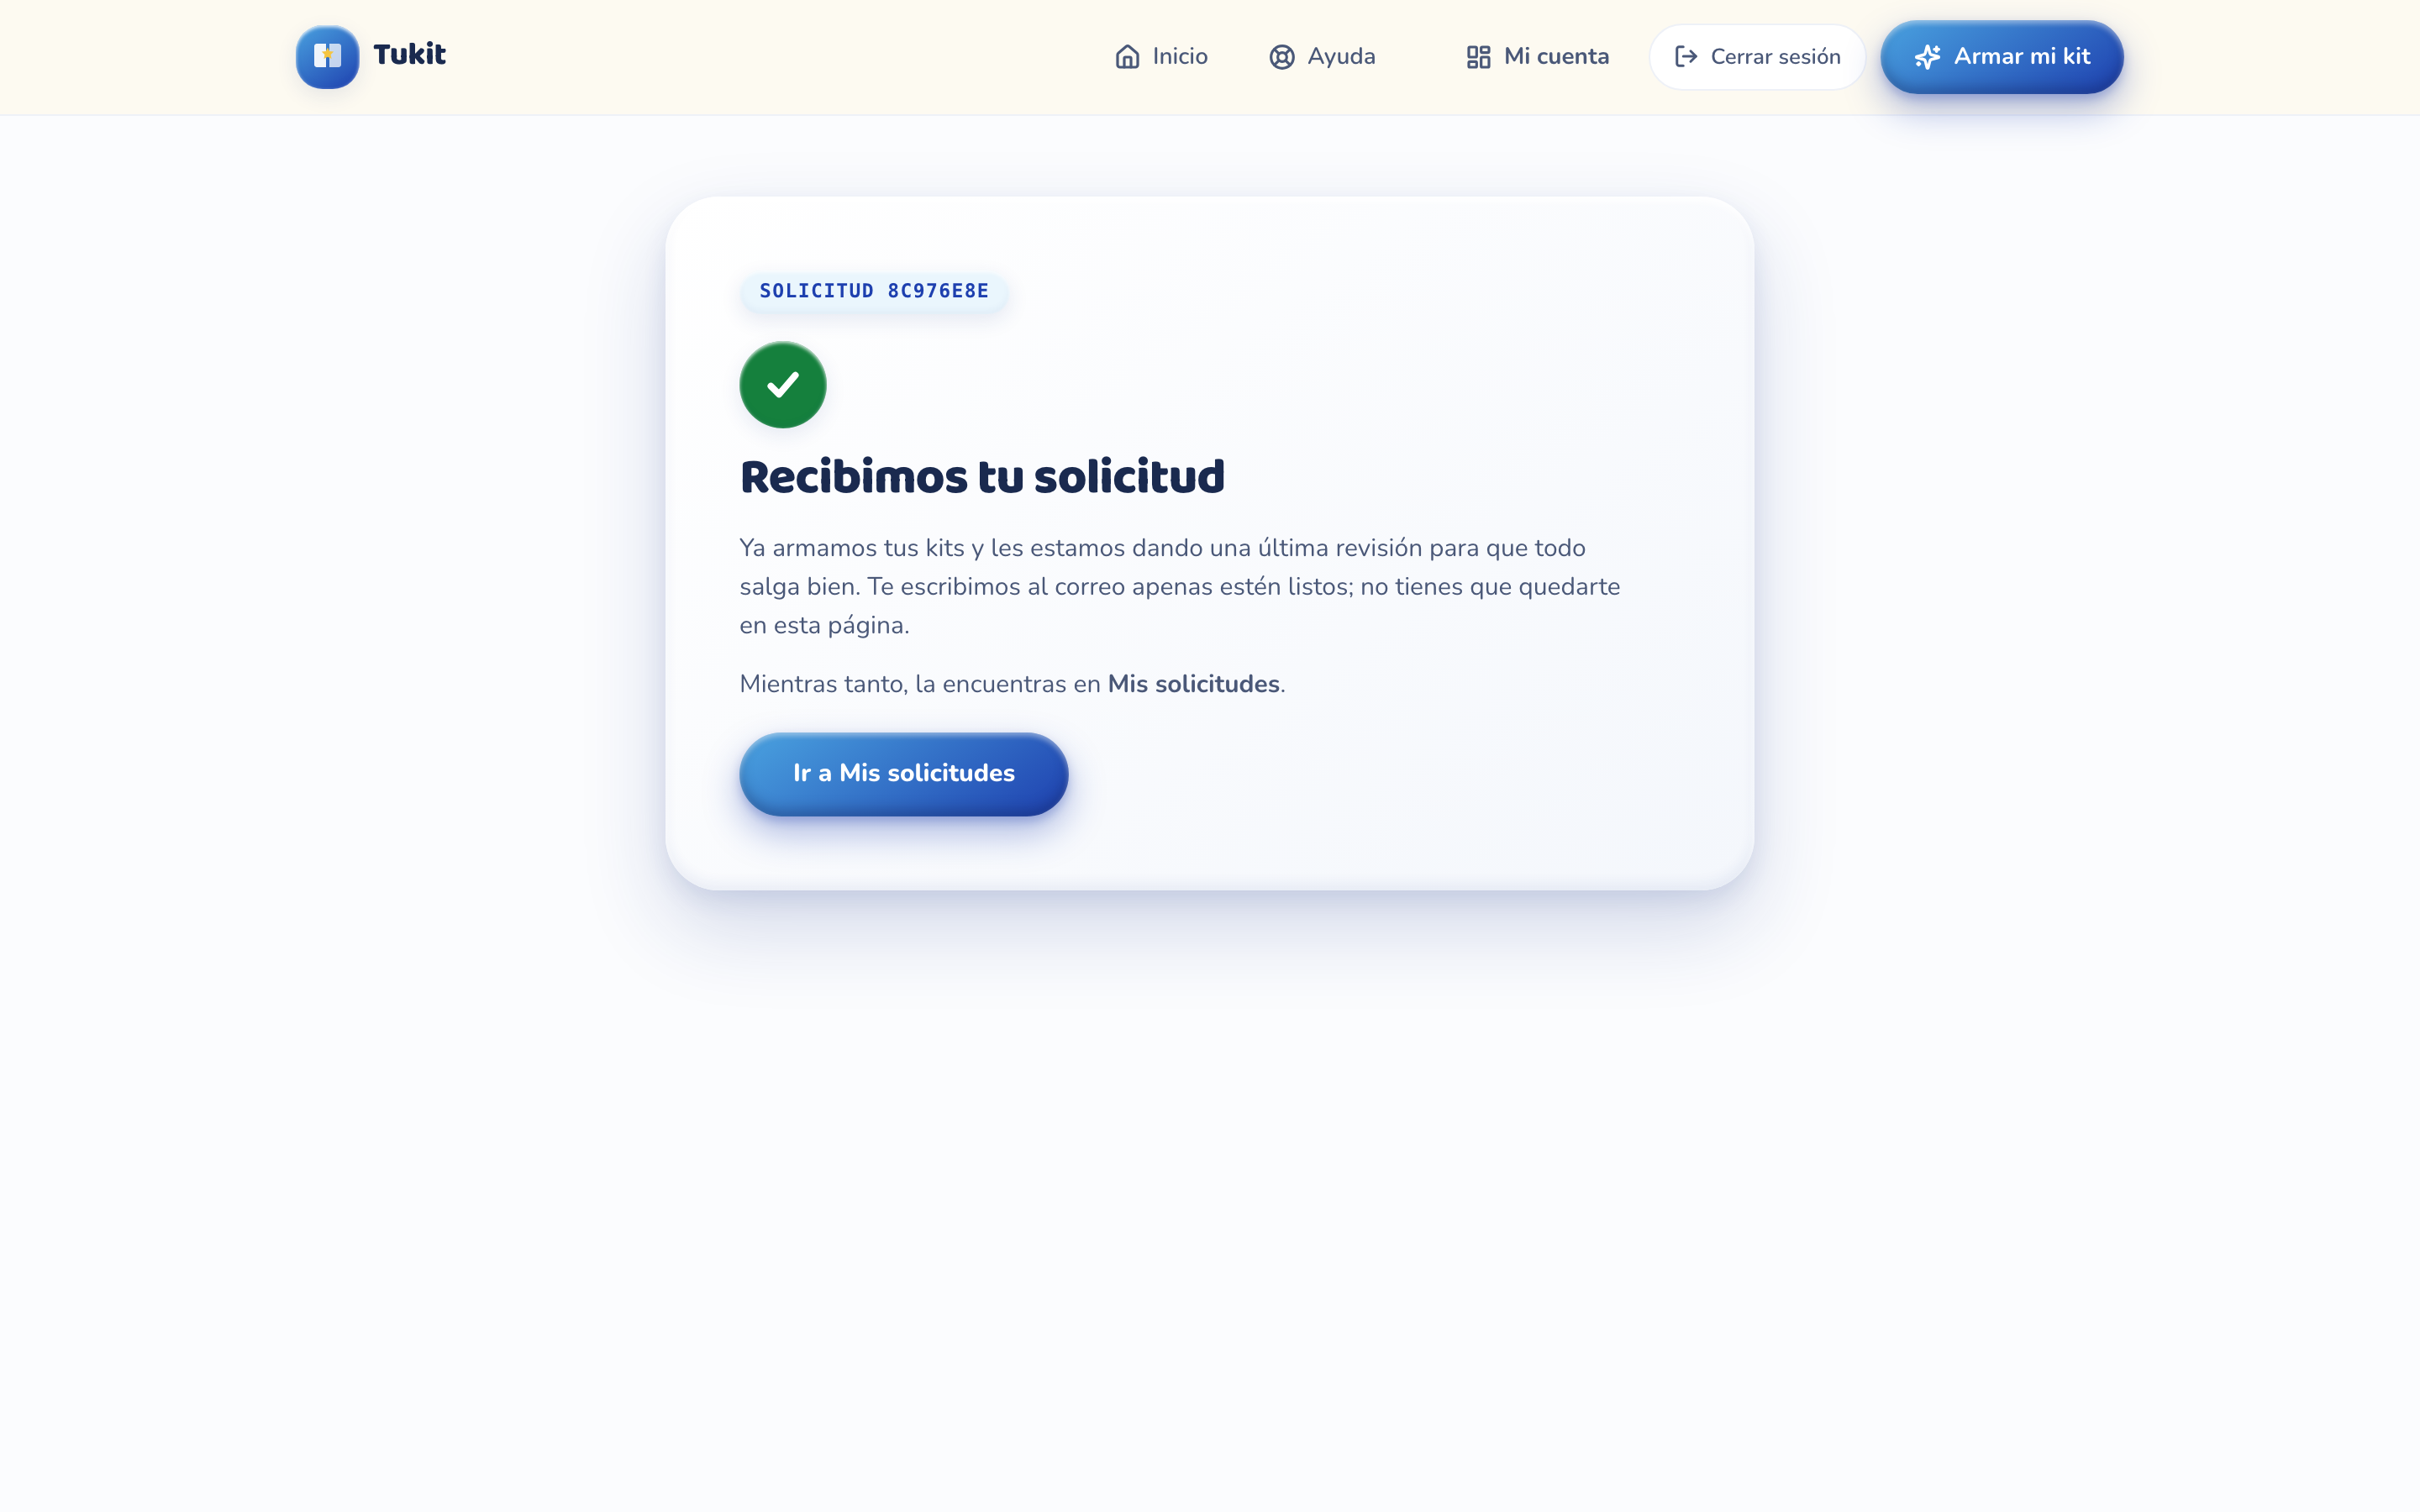 Tukit
Inicio
Ayuda
Mi cuenta
Cerrar sesión
Armar mi kit
SOLICITUD 8C976E8E
Recibimos tu solicitud
Ya armamos tus kits y les estamos dando una última revisión para que todo
salga bien. Te escribimos al correo apenas estén listos; no tienes que quedarte
en esta página.
Mientras tanto, la encuentras en Mis solicitudes.
Ir a Mis solicitudes